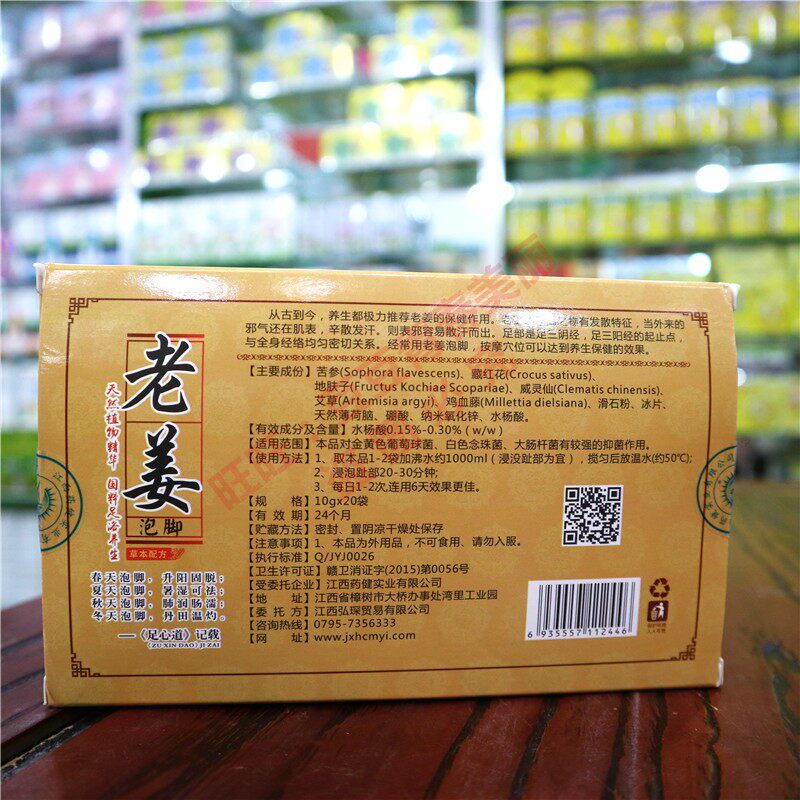 老姜
泡脚
草本配方
天然植物精华 国粹足浴养生
春天泡脚，升阳固脱；
夏天泡脚，暑湿可祛；
秋天泡脚，肺润肠濡；
冬天泡脚，丹田温灼。
——《足心道》记载
(ZU XIN DAO) JI ZAI
从古到今，养生都极力推荐老姜的保健作用。老
有发散特征，当外来的
邪气还在肌表，辛散发汗。则表邪容易散汗而出。足部是足三阴经，足三阳经的起止点，
与全身经络均匀密切关系。经常用老姜泡脚，按摩穴位可以达到养生保健的效果。
【主要成份】苦参(Sophora flavescens)、藏红花(Crocus sativus)、
地肤子(Fructus Kochiae Scopariae)、威灵仙(Clematis chinensis)、
艾草(Artemisia argyi)、鸡血藤(Millettia dielsiana)、滑石粉、冰片、
天然薄荷脑、硼酸、纳米氧化锌、水杨酸。
【有效成分及含量】水杨酸0.15%-0.30%（w/w）
【适用范围】本品对金黄色葡萄球菌、白色念珠菌、大肠杆菌有较强的抑菌作用。
【使用方法】1、取本品1-2袋加沸水约1000ml（浸没趾部为宜），搅匀后放温水(约50℃);
2、浸泡趾部20-30分钟;
3、每日1-2次,连用6天效果更佳。
【规 格】10gx20袋
【有 效 期】24个月
【贮藏方法】密封、置阴凉干燥处保存
【注意事项】1、本品为外用品，不可食用、请勿入服。
【执行标准】Q/JYJ0026
【卫生许可证】赣卫消证字(2015)第0056号
【受委托企业】江西药健实业有限公司
【地 址】江西省樟树市大桥办事处湾里工业园
【委 托 方】江西弘琛贸易有限公司
【咨询热线】0795-7356333
【网 址】www.jxhcmyi.com
6 935557 112446